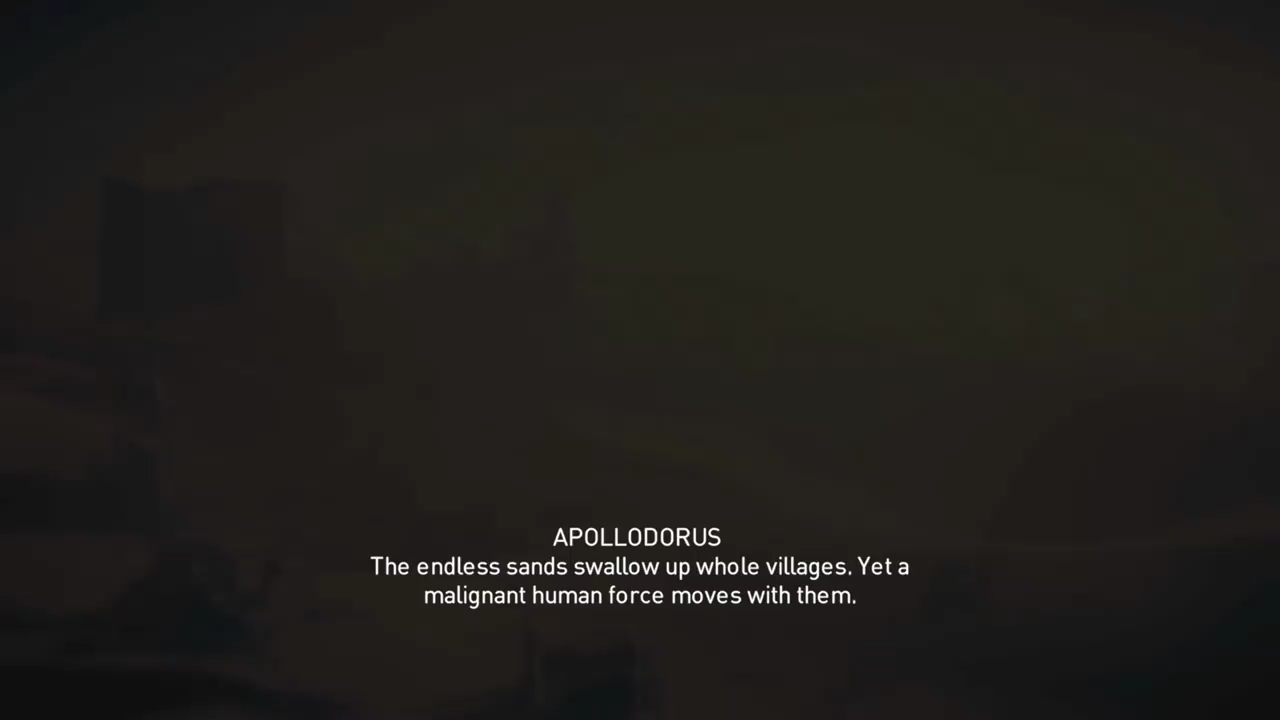 APOLLODORUS
The endless sands swallow up whole villages. Yet a
malignant human force moves with them.